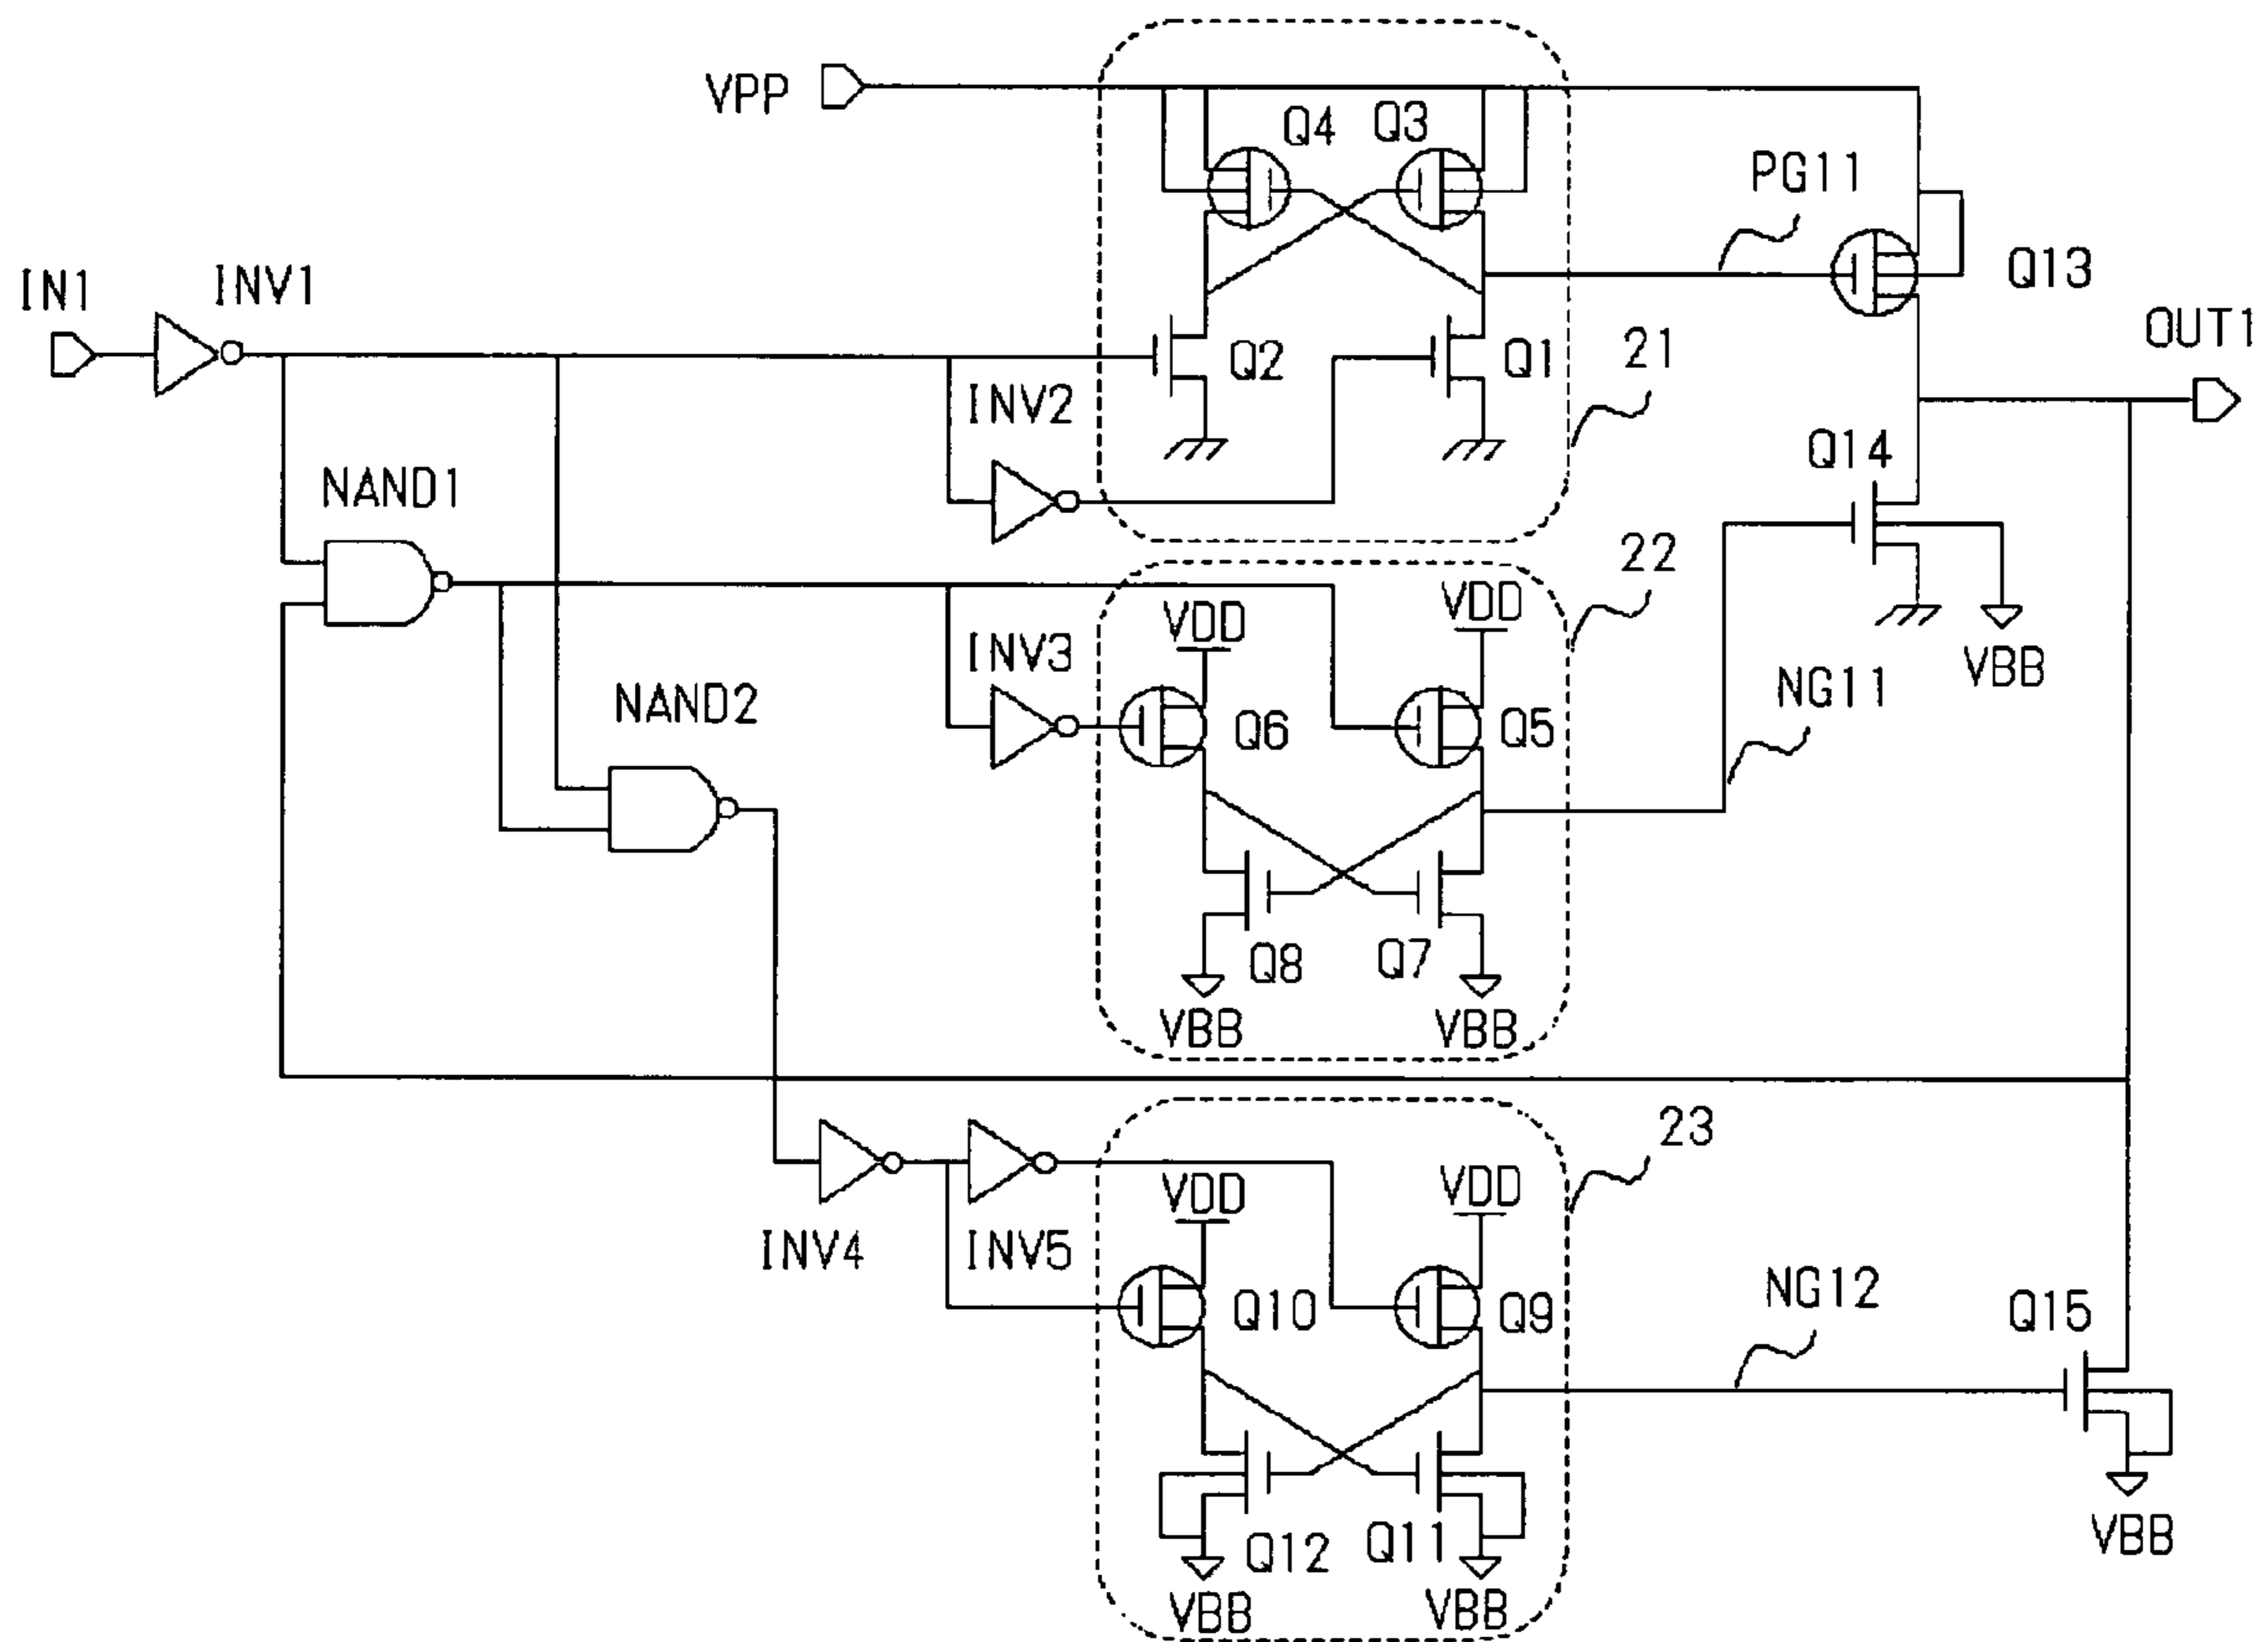 VPP
Q4
Q3
PG11
Q13
IN1
INV1
OUT1
Q2
Q1
21
INV2
Q14
NAND1
22
VDD
VDD
INV3
VBB
NAND2
Q6
Q5
NG11
Q8
Q7
VBB
VBB
23
VDD
VDD
INV4
INV5
Q10
Q9
NG12
Q15
Q12
Q11
VBB
VBB
VBB